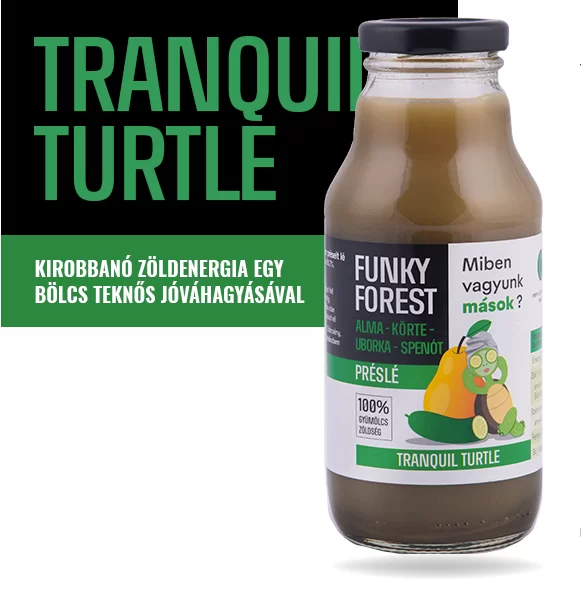 TRANQUIL
TURTLE
KIROBBANÓ ZÖLDENERGIA EGY
BÖLCS TEKNŐS JÓVÁHAGYÁSÁVAL
FUNKY
FOREST
ALMA - KÖRTE -
UBORKA - SPENÓT
PRÉSLÉ
100%
GYÜMÖLCS
ZÖLDSÉG
Miben
vagyunk
mások?
TRANQUIL TURTLE